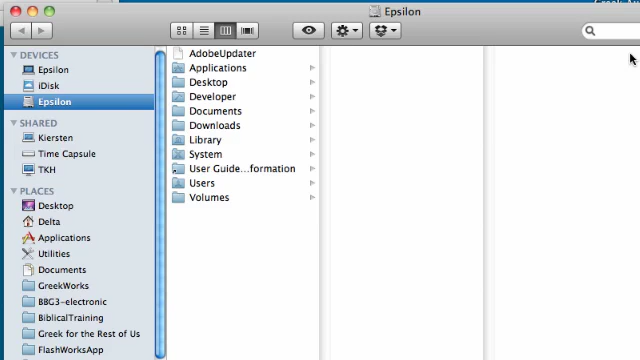 Epsilon
DEVICES
Epsilon
iDisk
Epsilon
SHARED
Kiersten
Time Capsule
TKH
PLACES
Desktop
Delta
Applications
Utilities
Documents
GreekWorks
BBG3-electronic
BiblicalTraining
Greek for the Rest of Us
FlashWorksApp
AdobeUpdater
Applications
Desktop
Developer
Documents
Downloads
Library
System
User Guide...formation
Users
Volumes